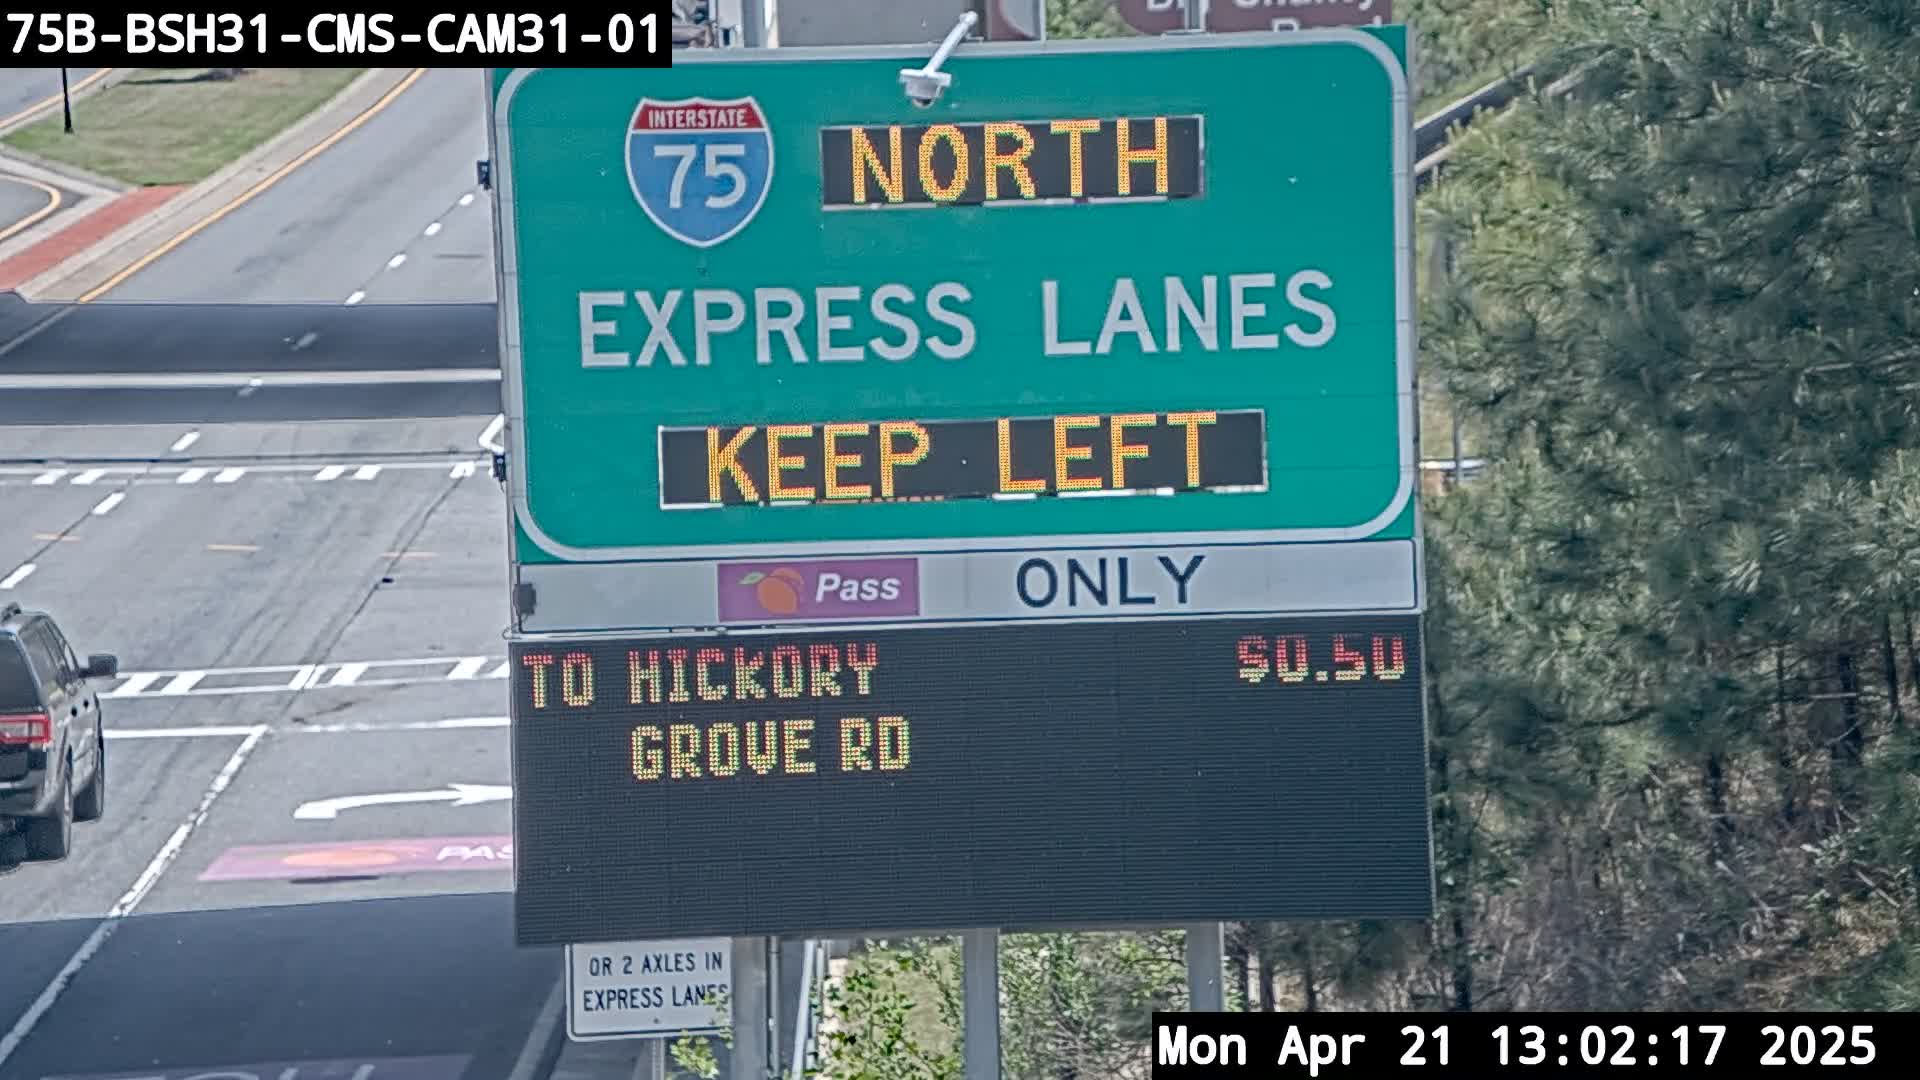 75B-BSH31-CMS-CAM31-01
INTERSTATE
75
NORTH
EXPRESS LANES
KEEP LEFT
Pass ONLY
TO HICKORY $0.50
GROVE RD
OR 2 AXLES IN
EXPRESS LANES
Mon Apr 21 13:02:17 2025